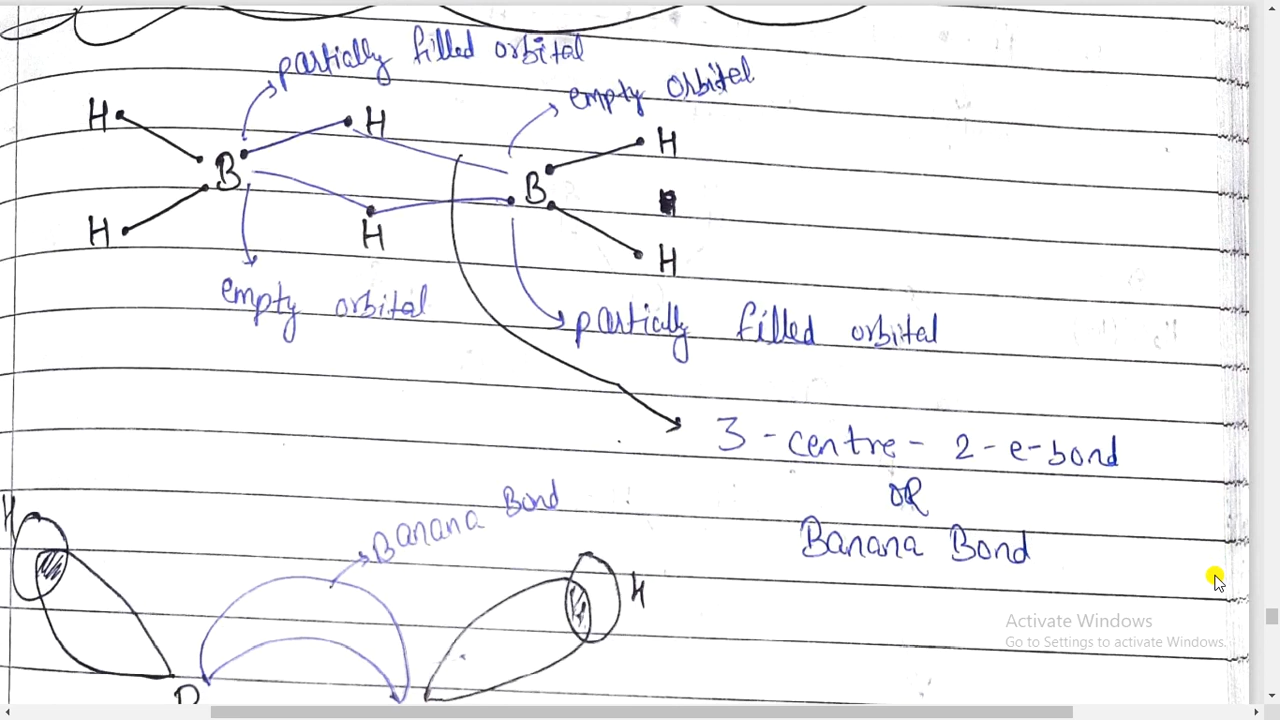 partially filled orbital
empty orbital
H
H
H
B
B
H
H
H
empty orbital
partially filled orbital
3-centre-2-e-bond
OR
Banana Bond
Banana Bond
H
H
Activate Windows
Go to Settings to activate Windows.